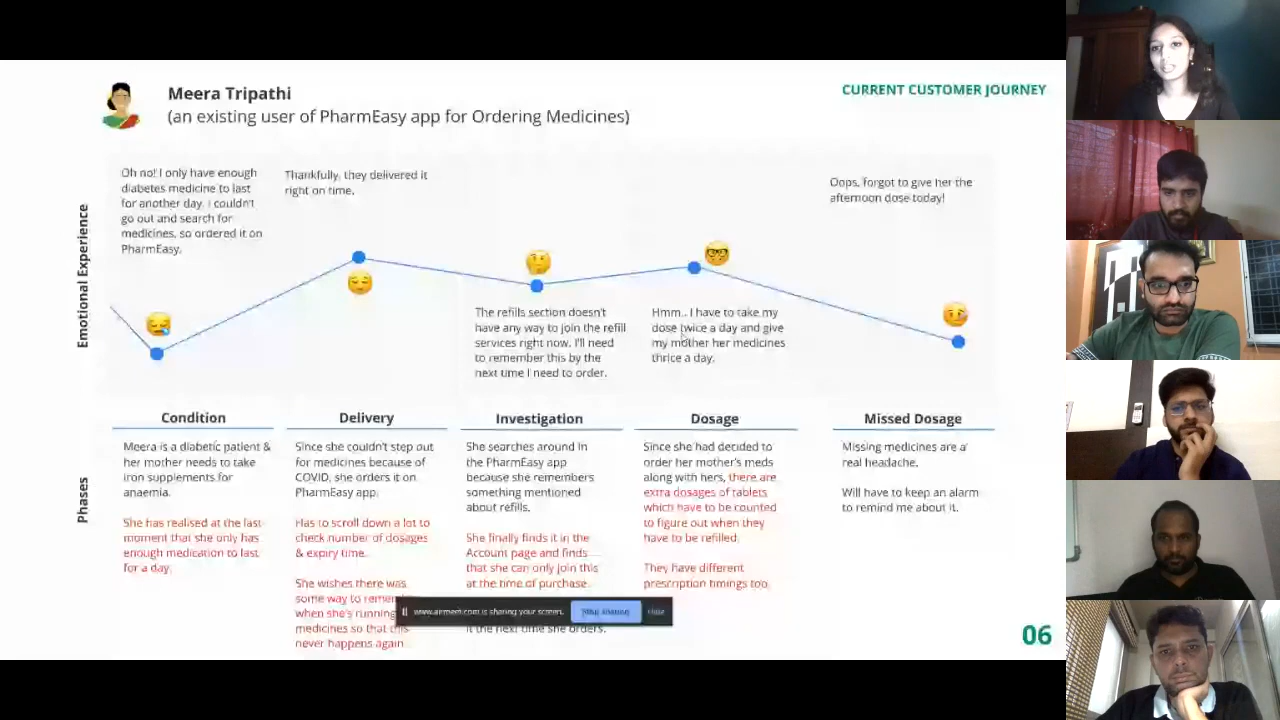 Meera Tripathi
(an existing user of PharmEasy app for Ordering Medicines)
CURRENT CUSTOMER JOURNEY
Emotional Experience
Oh no! I only have enough
diabetes medicine to last
for another day. I couldn't
go out and search for
medicines, so ordered it on
PharmEasy.
Thankfully, they delivered it
right on time.
The refills section doesn't
have any way to join the refill
services right now. I'll need
to remember this by the
next time I need to order.
Hmm.. I have to take my
dose twice a day and give
my mother her medicines
thrice a day.
Oops, forgot to give her the
afternoon dose today!
Phases
Condition
Meera is a diabetic patient &
her mother needs to take
iron supplements for
anaemia.
She has realised at the last
moment that she only has
enough medication to last
for a day.
Delivery
Since she couldn't step out
for medicines because of
COVID, she orders it on
PharmEasy app.
Has to scroll down a lot to
check number of dosages
& expiry time.
She wishes there was
some way to
when she's running
medicines so that this
never happens again
Investigation
She searches around in
the PharmEasy app
because she remembers
something mentioned
about refills.
She finally finds it in the
Account page and finds
that she can only join this
at the time of purchase.
it the next time she orders.
Dosage
Since she had decided to
order her mother's meds
along with hers, there are
extra dosages of tablets
which have to be counted
to figure out when they
have to be refilled.
They have different
prescription timings too.
Missed Dosage
Missing medicines are a
real headache.
Will have to keep an alarm
to remind me about it.
www.airmeet.com is sharing your screen.
Stop sharing
Hide
06